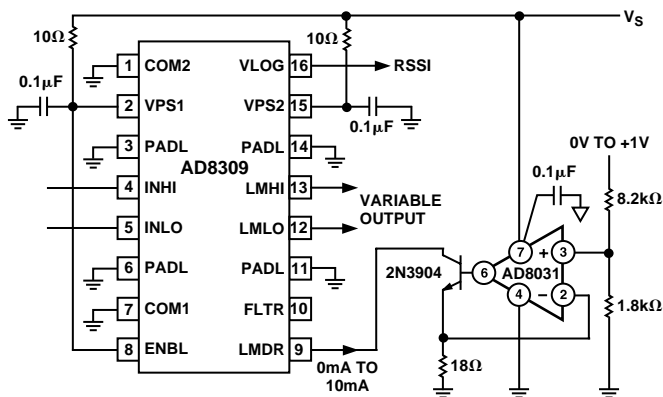 V_S
10Ω
10Ω
0.1μF
1 COM2 VLOG 16 RSSI
2 VPS1 VPS2 15
0.1μF
3 PADL PADL 14
AD8309
4 INHI LMHI 13
VARIABLE
OUTPUT
5 INLO LMLO 12
6 PADL PADL 11
7 COM1 FLTR 10
8 ENBL LMDR 9
0mA TO
10mA
2N3904
18Ω
0.1μF
AD8031
7
+ 3
6
4
− 2
0V TO +1V
8.2kΩ
1.8kΩ